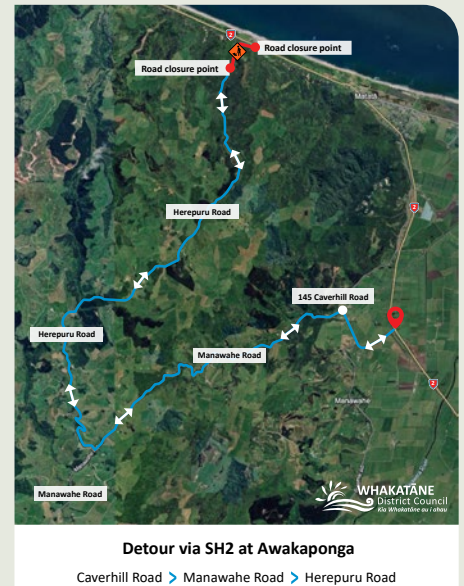 2
Road closure point
Road closure point
Matatā
2
Herepuru Road
145 Caverhill Road
Herepuru Road
Manawahe Road
2
Manawahe
Manawahe Road
WHAKATĀNE
District Council
Kia Whakatāne au i ahau
Detour via SH2 at Awakaponga
Caverhill Road > Manawahe Road > Herepuru Road